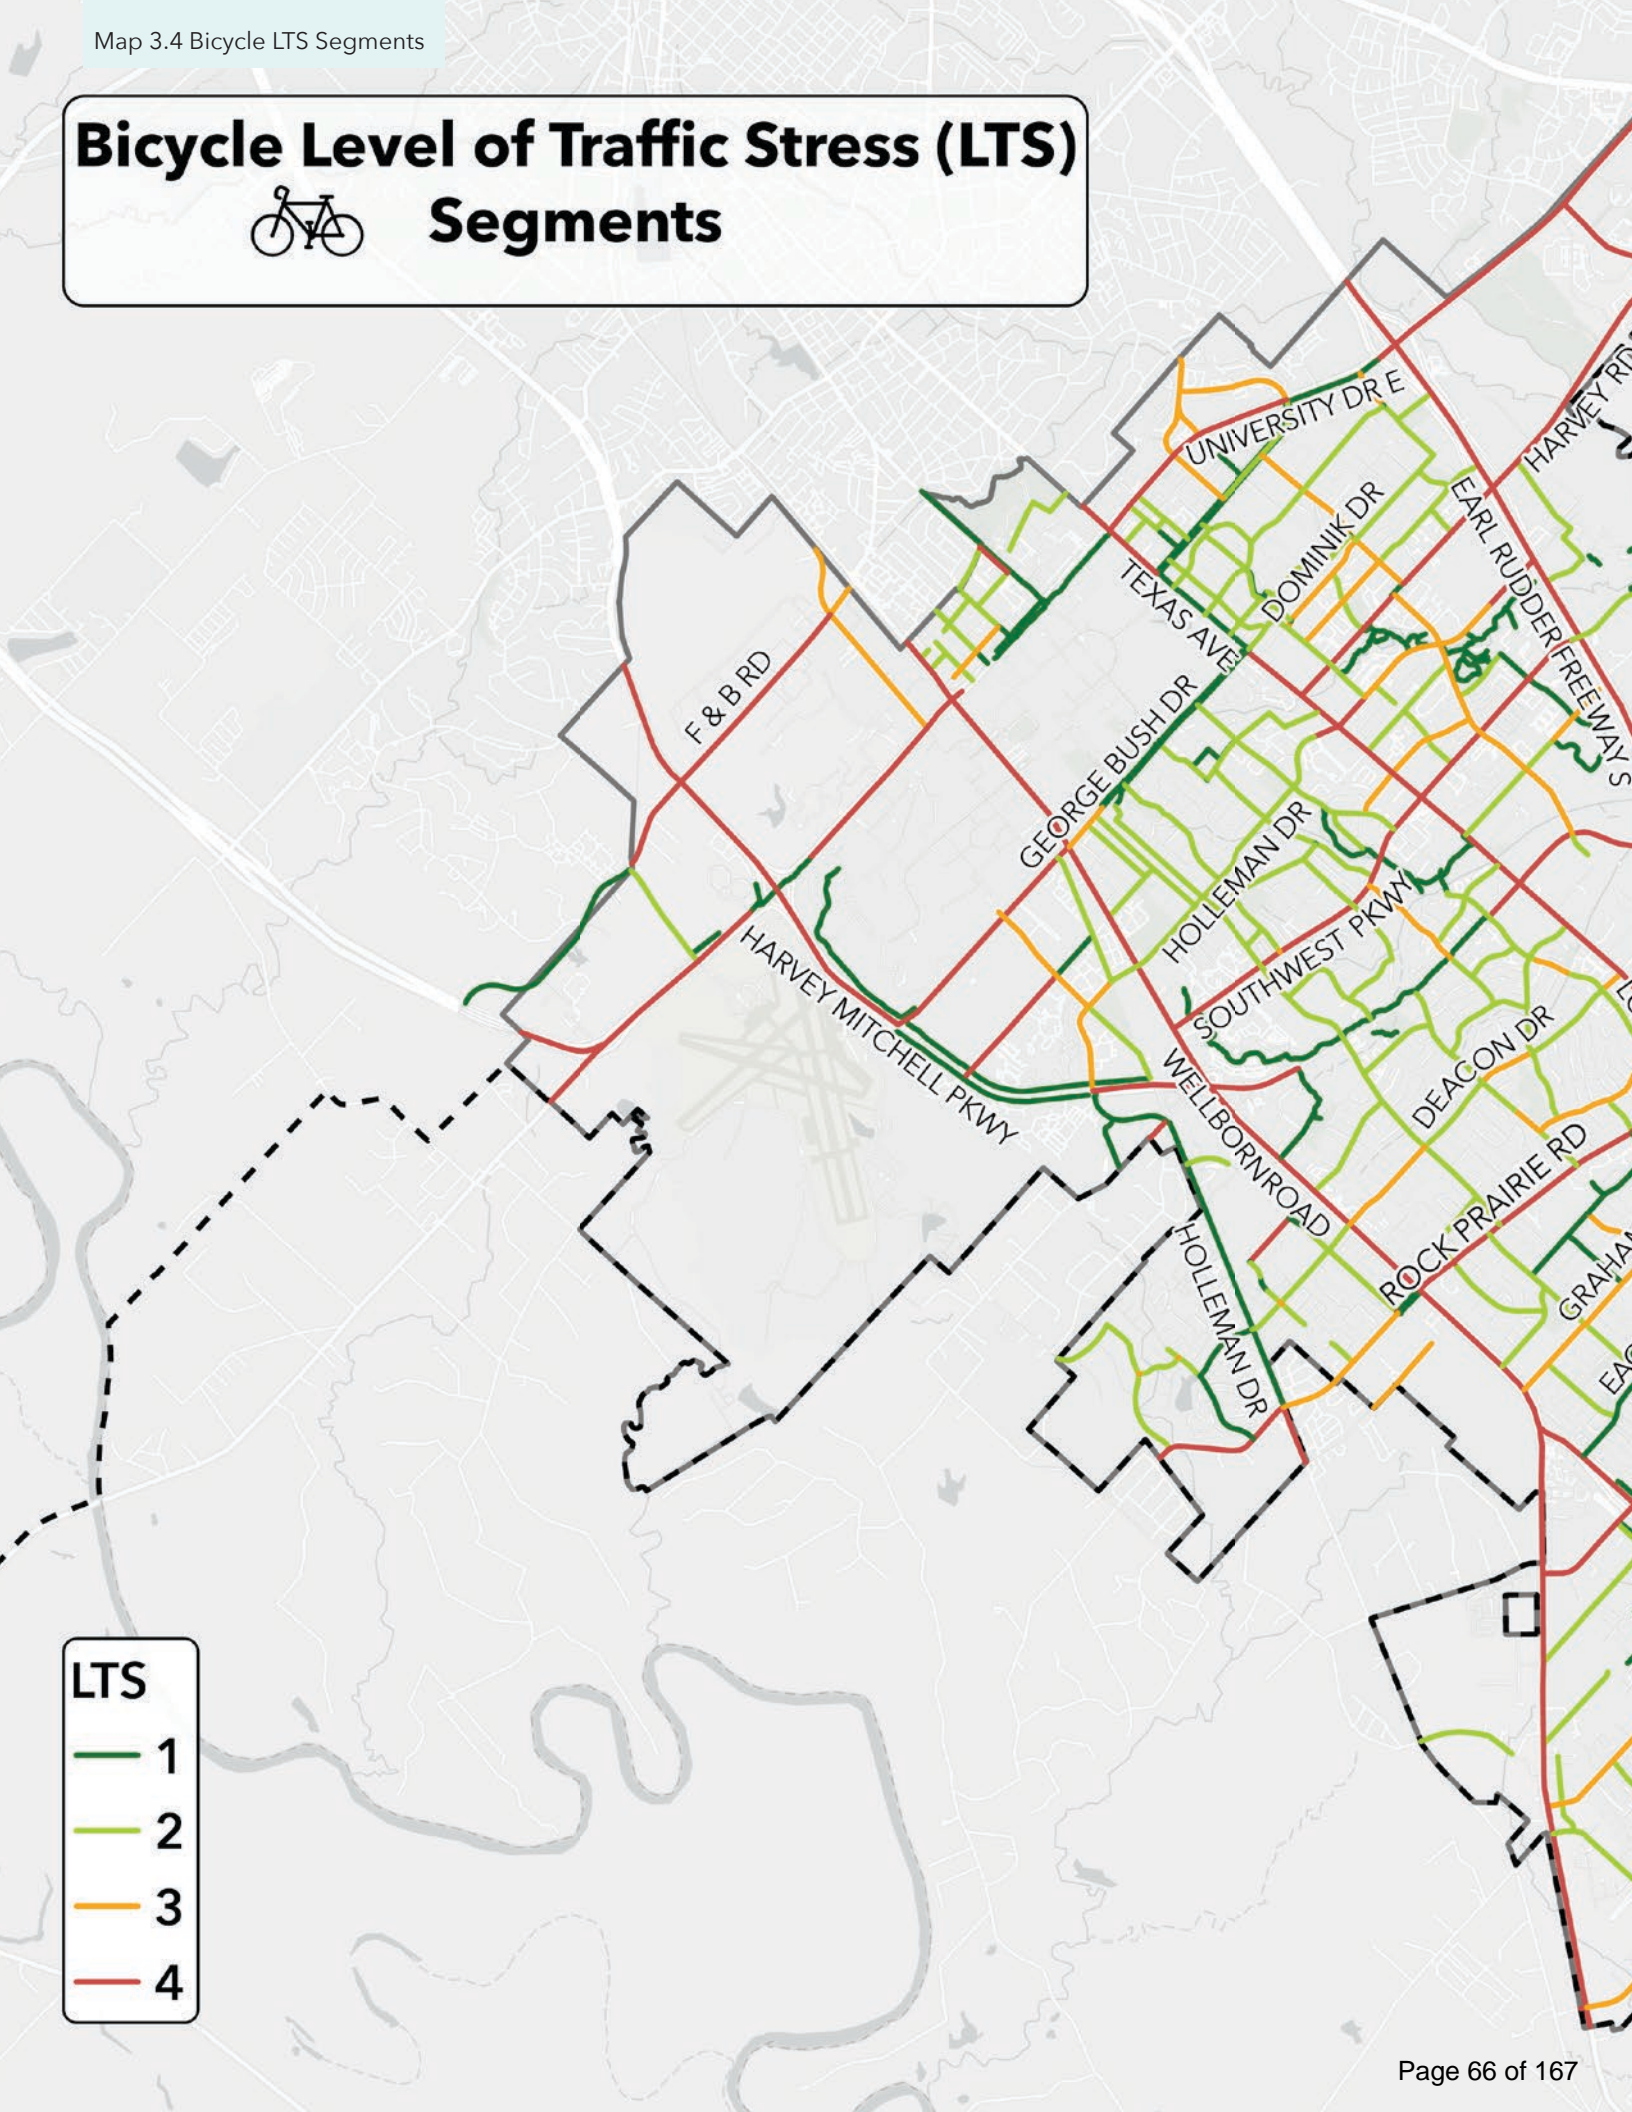 Map 3.4 Bicycle LTS Segments
Bicycle Level of Traffic Stress (LTS)
Segments
UNIVERSITY DR E
HARVEY RD
EARL RUDDER FREEWAY S
DOMINIK DR
TEXAS AVE
F & B RD
GEORGE BUSH DR
HOLLEMAN DR
SOUTHWEST PKWY
HARVEY MITCHELL PKWY
DEACON DR
WELLBORNROAD
ROCK PRAIRIE RD
HOLLEMAN DR
GRAHAM
LTS
1
2
3
4
Page 66 of 167